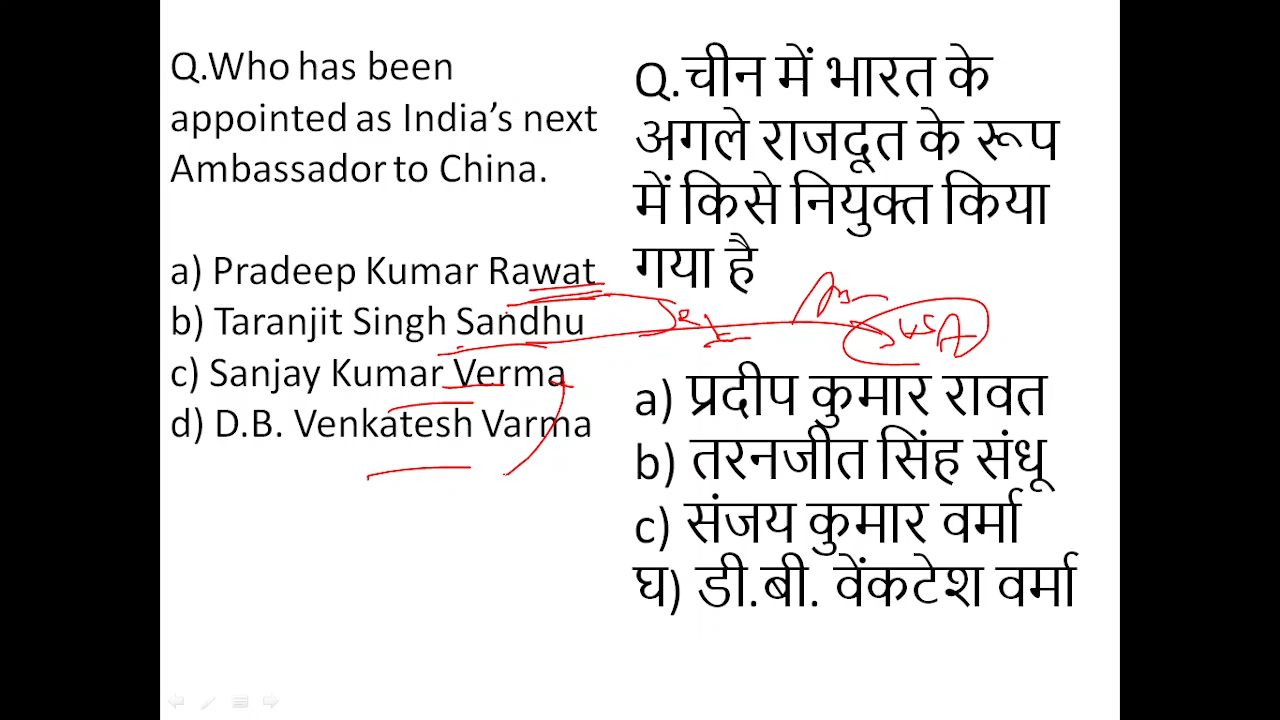 Q.Who has been
appointed as India's next
Ambassador to China.
a) Pradeep Kumar Rawat
b) Taranjit Singh Sandhu
c) Sanjay Kumar Verma
d) D.B. Venkatesh Varma
Q.चीन में भारत के
अगले राजदूत के रूप
में किसे नियुक्त किया
गया है
USA
a) प्रदीप कुमार रावत
b) तरनजीत सिंह संधू
c) संजय कुमार वर्मा
घ) डी.बी. वेंकटेश वर्मा